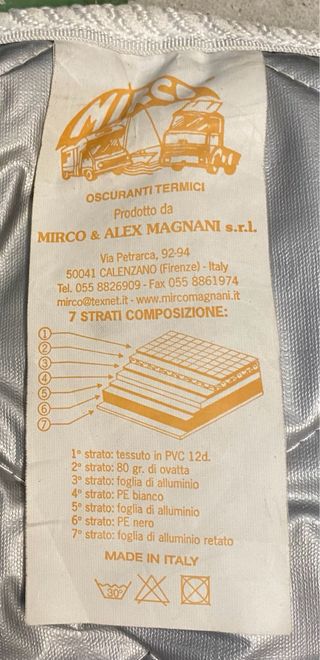 MIRCO
OSCURANTI TERMICI
Prodotto da
MIRCO & ALEX MAGNANI s.r.l.
Via Petrarca, 92-94
50041 CALENZANO (Firenze) - Italy
Tel. 055 8826909 - Fax 055 8861974
mirco@texnet.it - www.mircomagnani.it
7 STRATI COMPOSIZIONE:
1
2
3
4
5
6
7
1° strato: tessuto in PVC 12d.
2° strato: 80 gr. di ovatta
3° strato: foglia di alluminio
4° strato: PE bianco
5° strato: foglia di alluminio
6° strato: PE nero
7° strato: foglia di alluminio retato
MADE IN ITALY
30°